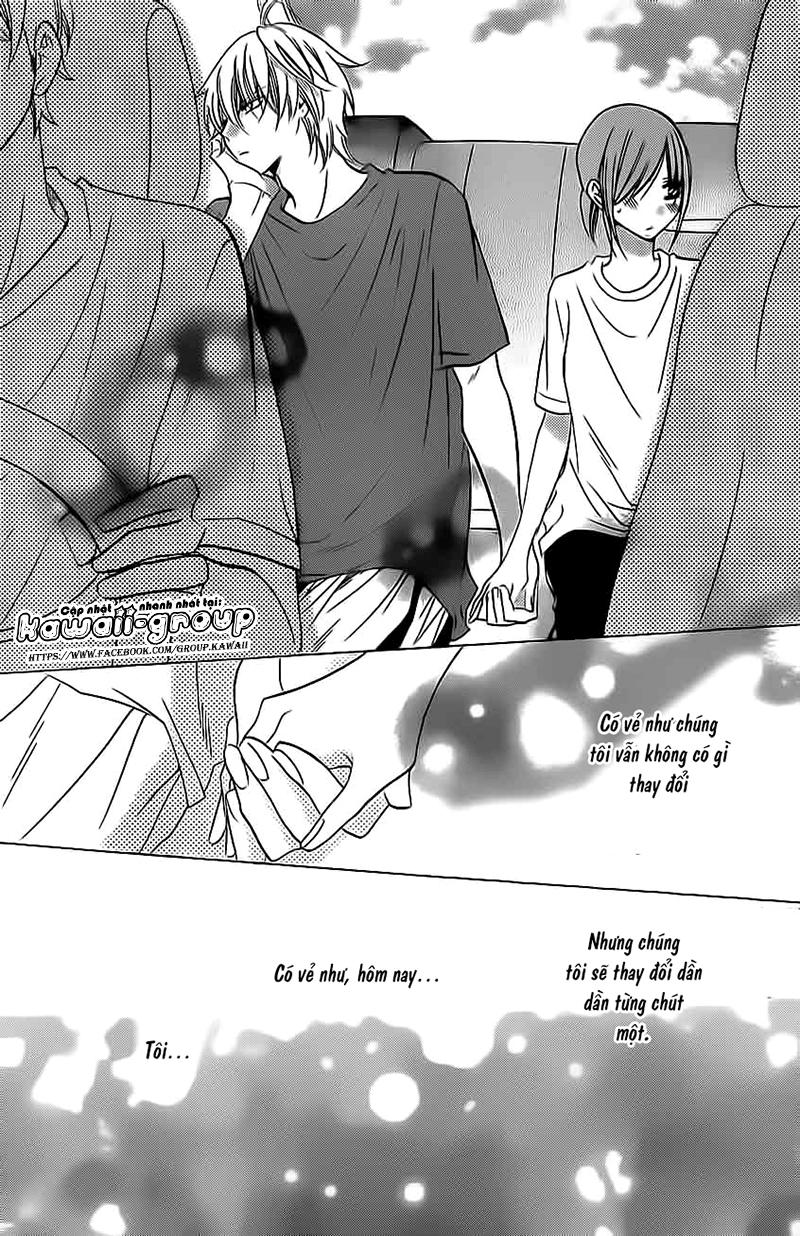 Cập nhật nhanh nhất tại:
kawaii-group
HTTPS://WWW.FACEBOOK.COM/GROUP.KAWAII
Có vẻ như chúng
tôi vẫn không có gì
thay đổi
Nhưng chúng
tôi sẽ thay đổi dần
dần từng chút
một.
Có vẻ như, hôm nay...
Tôi...